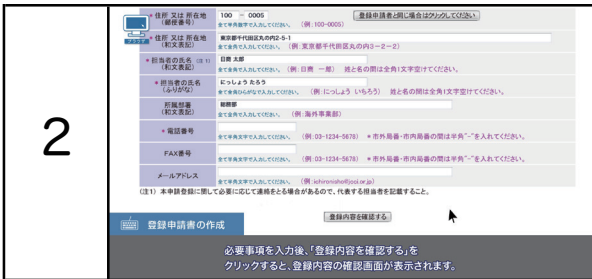 2
* 住所 又は 所在地
(郵便番号)
100 - 0005
登録申請者と同じ場合はクリックしてください
全て半角数字で入力してください。 (例:100-0005)
* 住所 又は 所在地
(和文表記)
東京都千代田区丸の内2-5-1
全て全角で入力してください。 (例:東京都千代田区丸の内3-2-2)
* 担当者の氏名 (注1)
(和文表記)
日商 太郎
全て全角で入力してください。 (例:日商 一郎) 姓と名の間は全角1文字空けてください。
* 担当者の氏名
(ふりがな)
にっしょう たろう
全て全角ひらがなで入力してください。 (例:にっしょう いちろう) 姓と名の間は全角1文字空けてください。
所属部署
(和文表記)
総務部
全て全角で入力してください。 (例:海外事業部)
* 電話番号
全て半角文字で入力してください。 (例:03-1234-5678) *市外局番・市内局番の間は半角"-"を入れてください。
FAX番号
全て半角文字で入力してください。 (例:03-1234-5678) *市外局番・市内局番の間は半角"-"を入れてください。
メールアドレス
全て半角文字で入力してください。 (例:ichironisho@jcci.or.jp)
(注1) 本申請登録に関して必要に応じて連絡をとる場合があるので、代表する担当者を記載すること。
登録内容を確認する
登録申請書の作成
必要事項を入力後、「登録内容を確認する」を
クリックすると、登録内容の確認画面が表示されます。